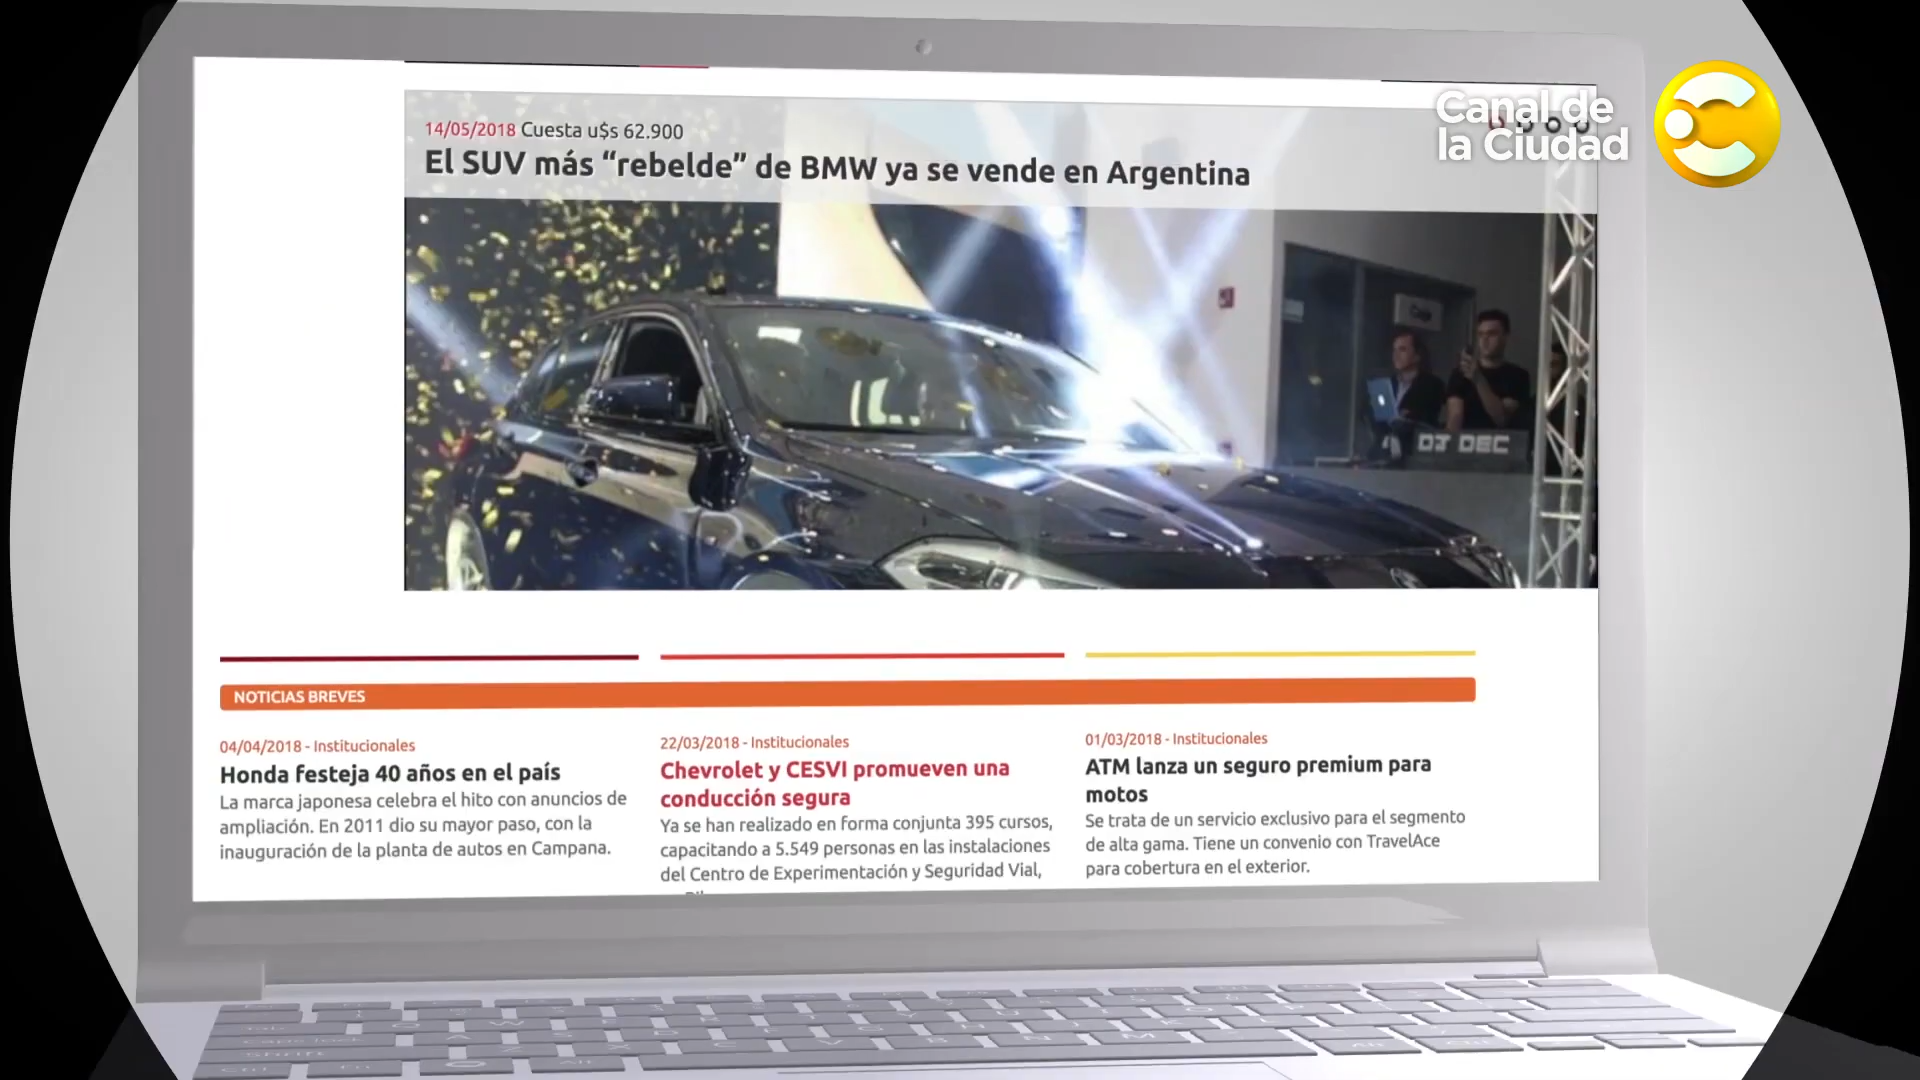 Canal de
la Ciudad
14/05/2018 Cuesta u$s 62.900
El SUV más “rebelde” de BMW ya se vende en Argentina
DJ DEC
NOTICIAS BREVES
04/04/2018 - Institucionales
Honda festeja 40 años en el país
La marca japonesa celebra el hito con anuncios de
ampliación. En 2011 dio su mayor paso, con la
inauguración de la planta de autos en Campana.
22/03/2018 - Institucionales
Chevrolet y CESVI promueven una
conducción segura
Ya se han realizado en forma conjunta 395 cursos,
capacitando a 5.549 personas en las instalaciones
del Centro de Experimentación y Seguridad Vial,
01/03/2018 - Institucionales
ATM lanza un seguro premium para
motos
Se trata de un servicio exclusivo para el segmento
de alta gama. Tiene un convenio con TravelAce
para cobertura en el exterior.